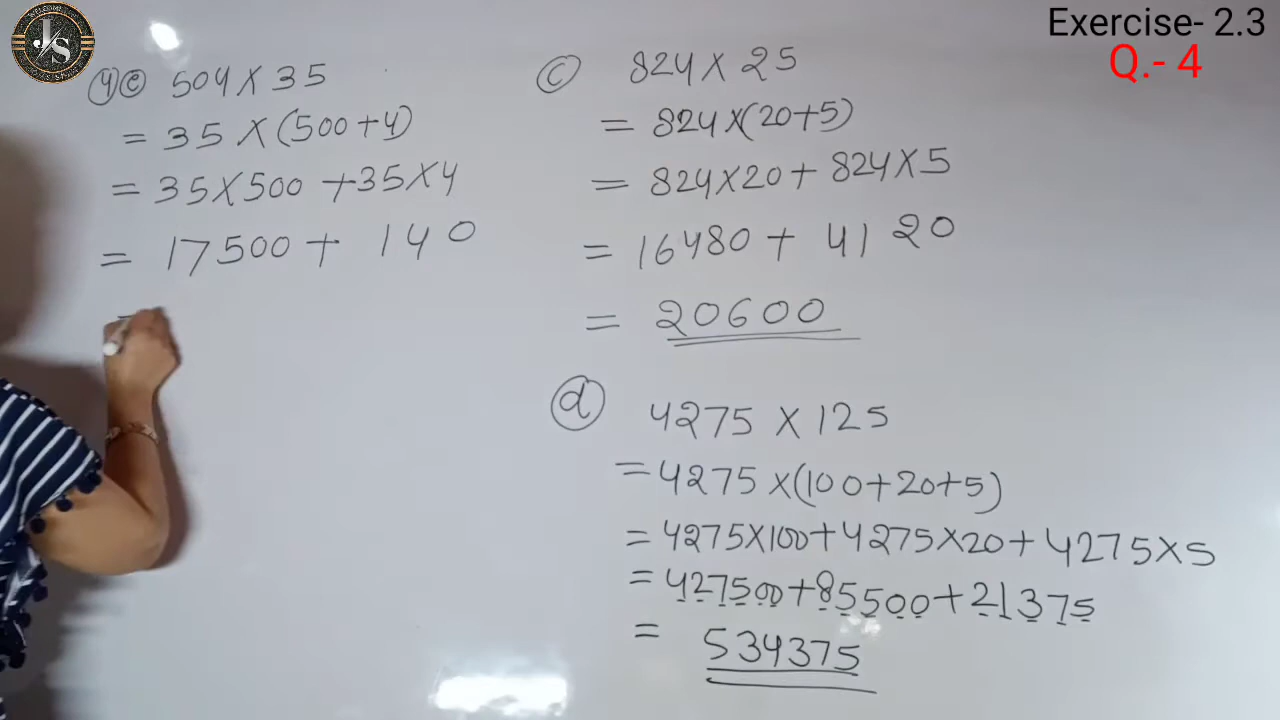 WELCOME
J/S
Exercise- 2.3
Q.- 4
4 e 504 X 35
= 35 X (500 + 4)
= 35 X 500 + 35 X 4
= 17500 + 140
=
c 824 X 25
= 824 X (20+5)
= 824 X 20 + 824 X 5
= 16480 + 4120
= 20600
d 4275 X 125
= 4275 X (100+20+5)
= 4275 X 100 + 4275 X 20 + 4275 X 5
= 427500 + 85500 + 21375
= 534375